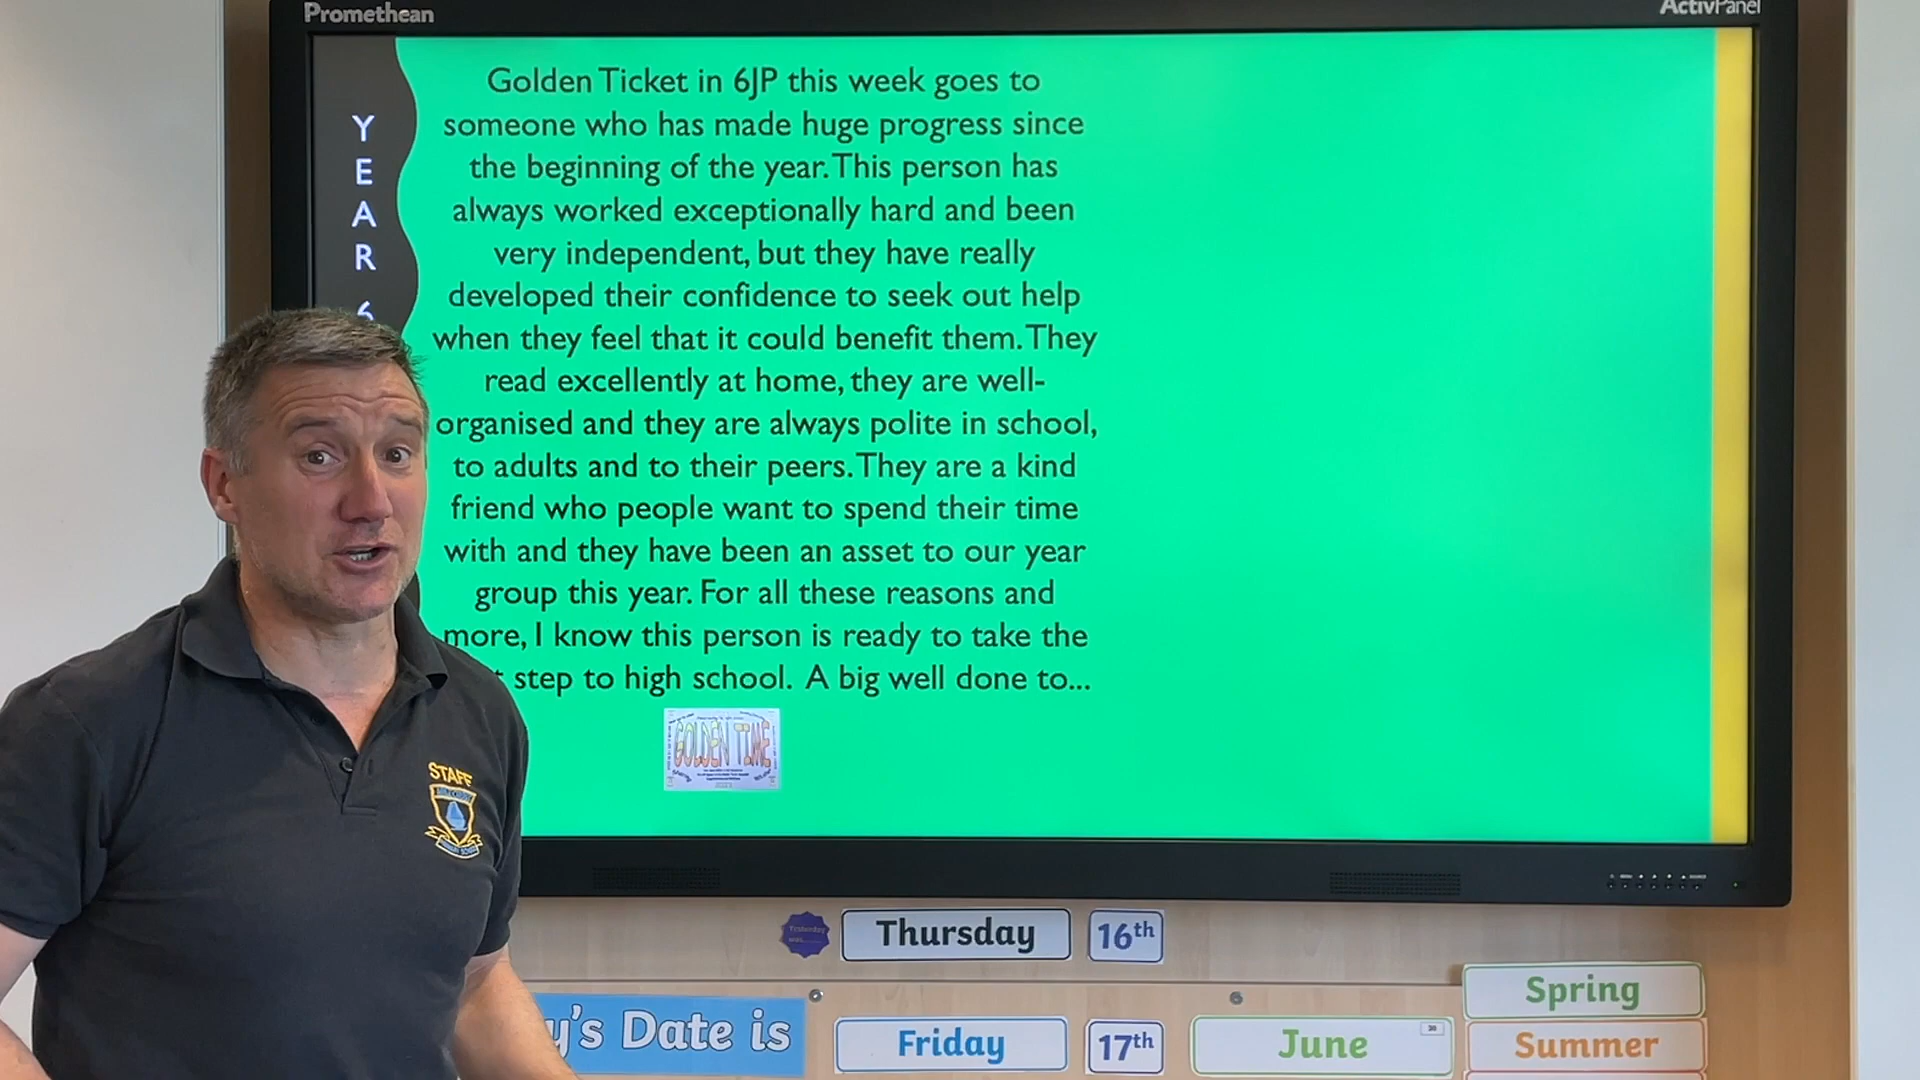 Promethean
ActivPanel
YEAR 6
Golden Ticket in 6JP this week goes to
someone who has made huge progress since
the beginning of the year. This person has
always worked exceptionally hard and been
very independent, but they have really
developed their confidence to seek out help
when they feel that it could benefit them. They
read excellently at home, they are well-
organised and they are always polite in school,
to adults and to their peers. They are a kind
friend who people want to spend their time
with and they have been an asset to our year
group this year. For all these reasons and
more, I know this person is ready to take the
step to high school. A big well done to...
GOLDEN TIME
STAFF
Yesterday was
Thursday 16th
Spring
y's Date is Friday 17th June Summer